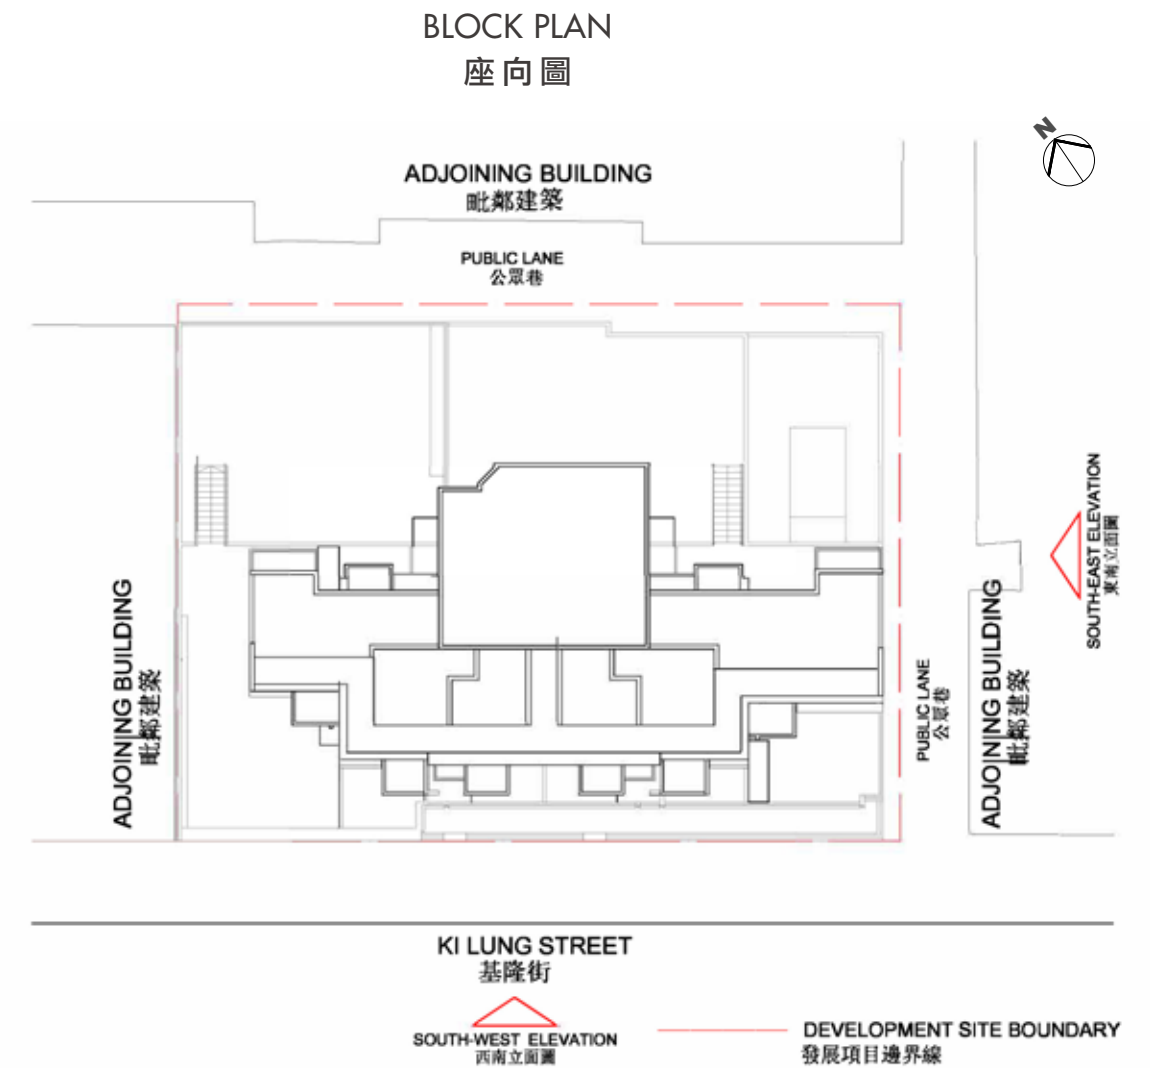 BLOCK PLAN
座向圖
N
ADJOINING BUILDING
毗鄰建築
PUBLIC LANE
公眾巷
ADJOINING BUILDING
毗鄰建築
PUBLIC LANE
公眾巷
ADJOINING BUILDING
毗鄰建築
SOUTH-EAST ELEVATION
東南立面圖
KI LUNG STREET
基隆街
SOUTH-WEST ELEVATION
西南立面圖
DEVELOPMENT SITE BOUNDARY
發展項目邊界線